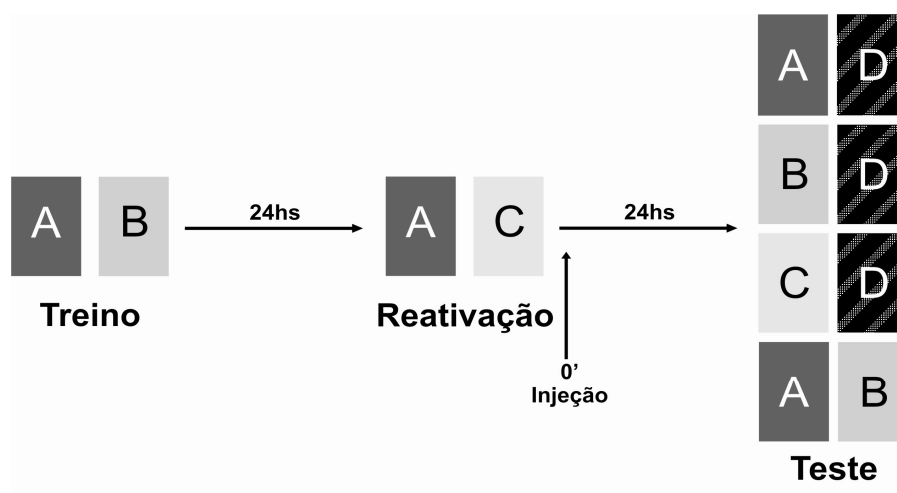 A B
Treino
24hs
A C
Reativação
0’
Injeção
24hs
A D
B D
C D
A B
Teste